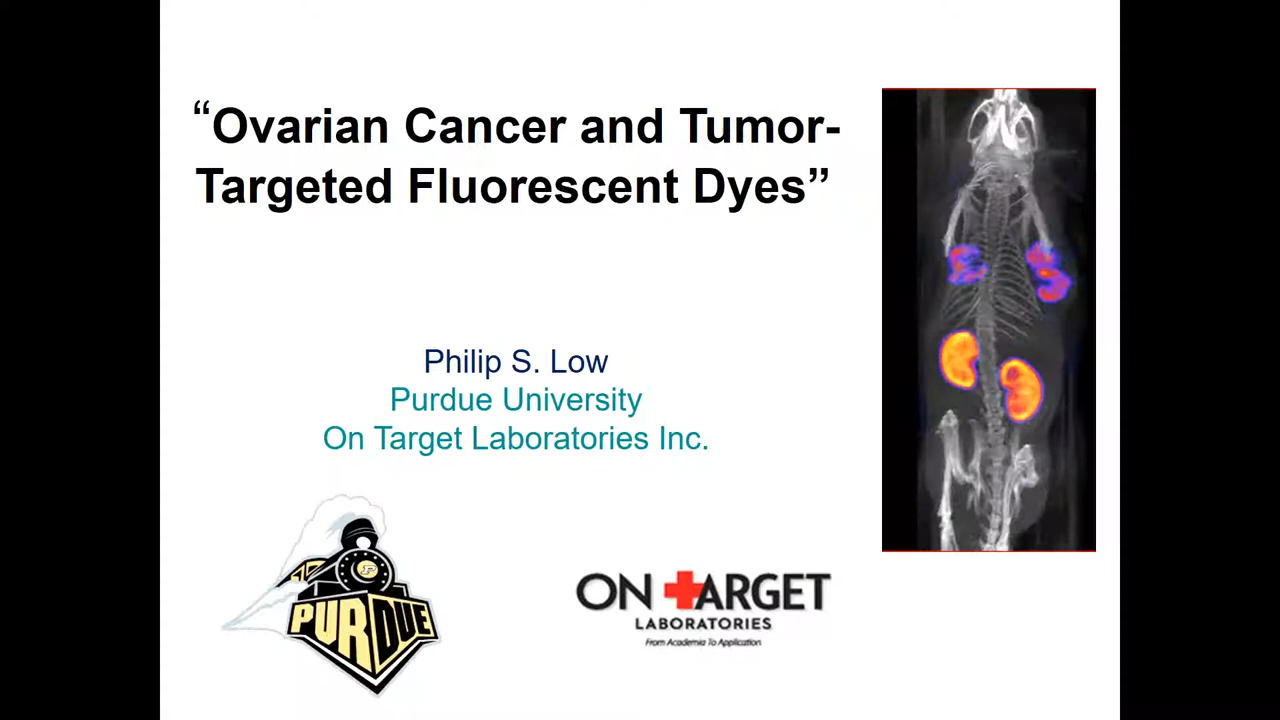 “Ovarian Cancer and Tumor-
Targeted Fluorescent Dyes”
Philip S. Low
Purdue University
On Target Laboratories Inc.
P
PURDUE
ON TARGET
LABORATORIES
From Academia To Application